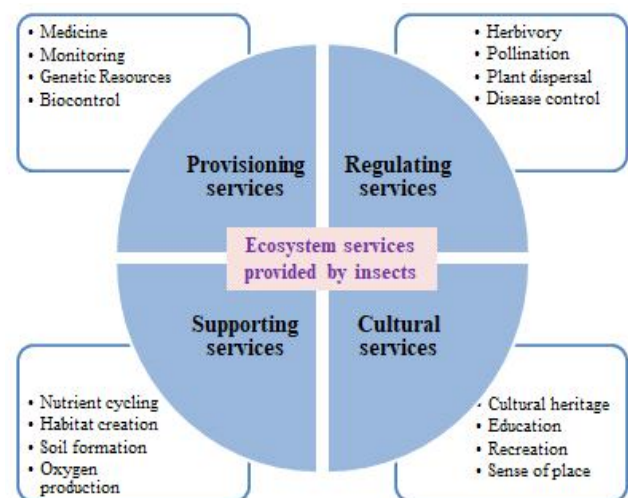 • Medicine
• Monitoring
• Genetic Resources
• Biocontrol
• Herbivory
• Pollination
• Plant dispersal
• Disease control
Provisioning
services
Regulating
services
Ecosystem services
provided by insects
Supporting
services
Cultural
services
• Nutrient cycling
• Habitat creation
• Soil formation
• Oxygen
production
• Cultural heritage
• Education
• Recreation
• Sense of place